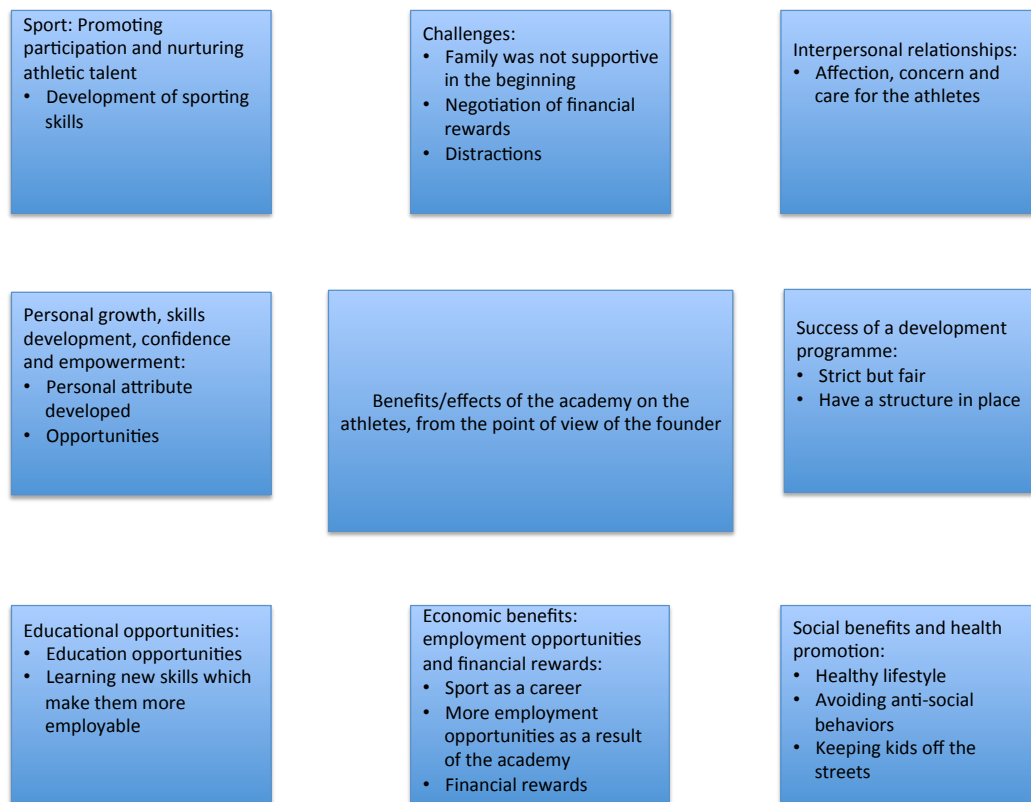 Sport: Promoting
participation and nurturing
athletic talent
• Development of sporting
skills
Challenges:
• Family was not supportive
in the beginning
• Negotiation of financial
rewards
• Distractions
Interpersonal relationships:
• Affection, concern and
care for the athletes
Personal growth, skills
development, confidence
and empowerment:
• Personal attribute
developed
• Opportunities
Benefits/effects of the academy on the
athletes, from the point of view of the founder
Success of a development
programme:
• Strict but fair
• Have a structure in place
Educational opportunities:
• Education opportunities
• Learning new skills which
make them more
employable
Economic benefits:
employment opportunities
and financial rewards:
• Sport as a career
• More employment
opportunities as a result
of the academy
• Financial rewards
Social benefits and health
promotion:
• Healthy lifestyle
• Avoiding anti-social
behaviors
• Keeping kids off the
streets